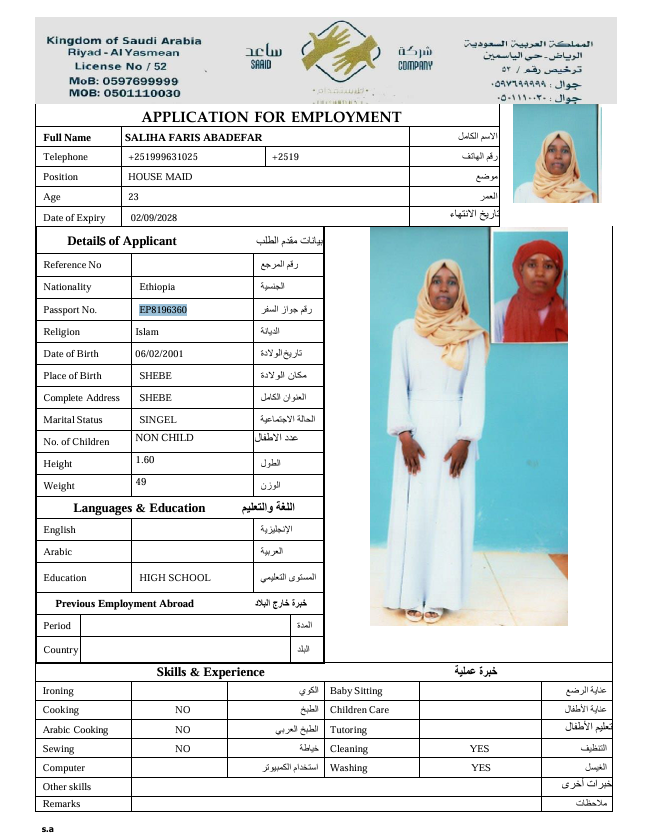 Kingdom of Saudi Arabia
Riyad - Al Yasmean
License No / 52
MoB: 0597699999
MOB: 0501110030
ساعد
SAAID
شركة
COMPANY
المملكة العربية السعودية
الرياض - حي الياسمين
ترخيص رقم / ٥٢
جوال : ٠٥٩٧٦٩٩٩٩٩
جوال : ٠٥٠١١١٠٠٣٠
APPLICATION FOR EMPLOYMENT
Full Name SALIHA FARIS ABADEFAR الاسم الكامل
Telephone +251999631025 +2519 رقم الهاتف
Position HOUSE MAID موضع
Age 23 العمر
Date of Expiry 02/09/2028 تاريخ الانتهاء
Details of Applicant بيانات مقدم الطلب
Reference No رقم المرجع
Nationality Ethiopia الجنسية
Passport No. EP8196360 رقم جواز السفر
Religion Islam الديانة
Date of Birth 06/02/2001 تاريخ الولادة
Place of Birth SHEBE مكان الولادة
Complete Address SHEBE العنوان الكامل
Marital Status SINGEL الحالة الاجتماعية
No. of Children NON CHILD عدد الاطفال
Height 1.60 الطول
Weight 49 الوزن
Languages & Education اللغة والتعليم
English الإنجليزية
Arabic العربية
Education HIGH SCHOOL المستوى التعليمي
Previous Employment Abroad خبرة خارج البلاد
Period المدة
Country البلد
Skills & Experience خبرة عملية
Ironing الكوي Baby Sitting عناية الرضع
Cooking NO الطبخ Children Care عناية الأطفال
Arabic Cooking NO الطبخ العربي Tutoring تعليم الأطفال
Sewing NO خياطة Cleaning YES التنظيف
Computer استخدام الكمبيوتر Washing YES الغسيل
Other skills خبرات أخرى
Remarks ملاحظات
s.a